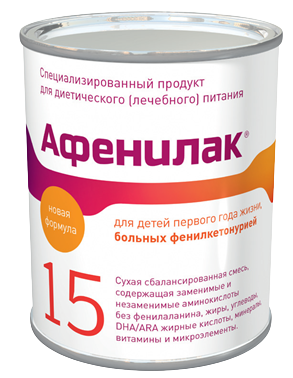 Специализированный продукт
для диетического (лечебного) питания
Афенилак®
новая
формула
для детей первого года жизни,
больных фенилкетонурией
15
Сухая сбалансированная смесь,
содержащая заменимые и
незаменимые аминокислоты
без фенилаланина, жиры, углеводы,
DHA/ARA жирные кислоты, минералы,
витамины и микроэлементы.